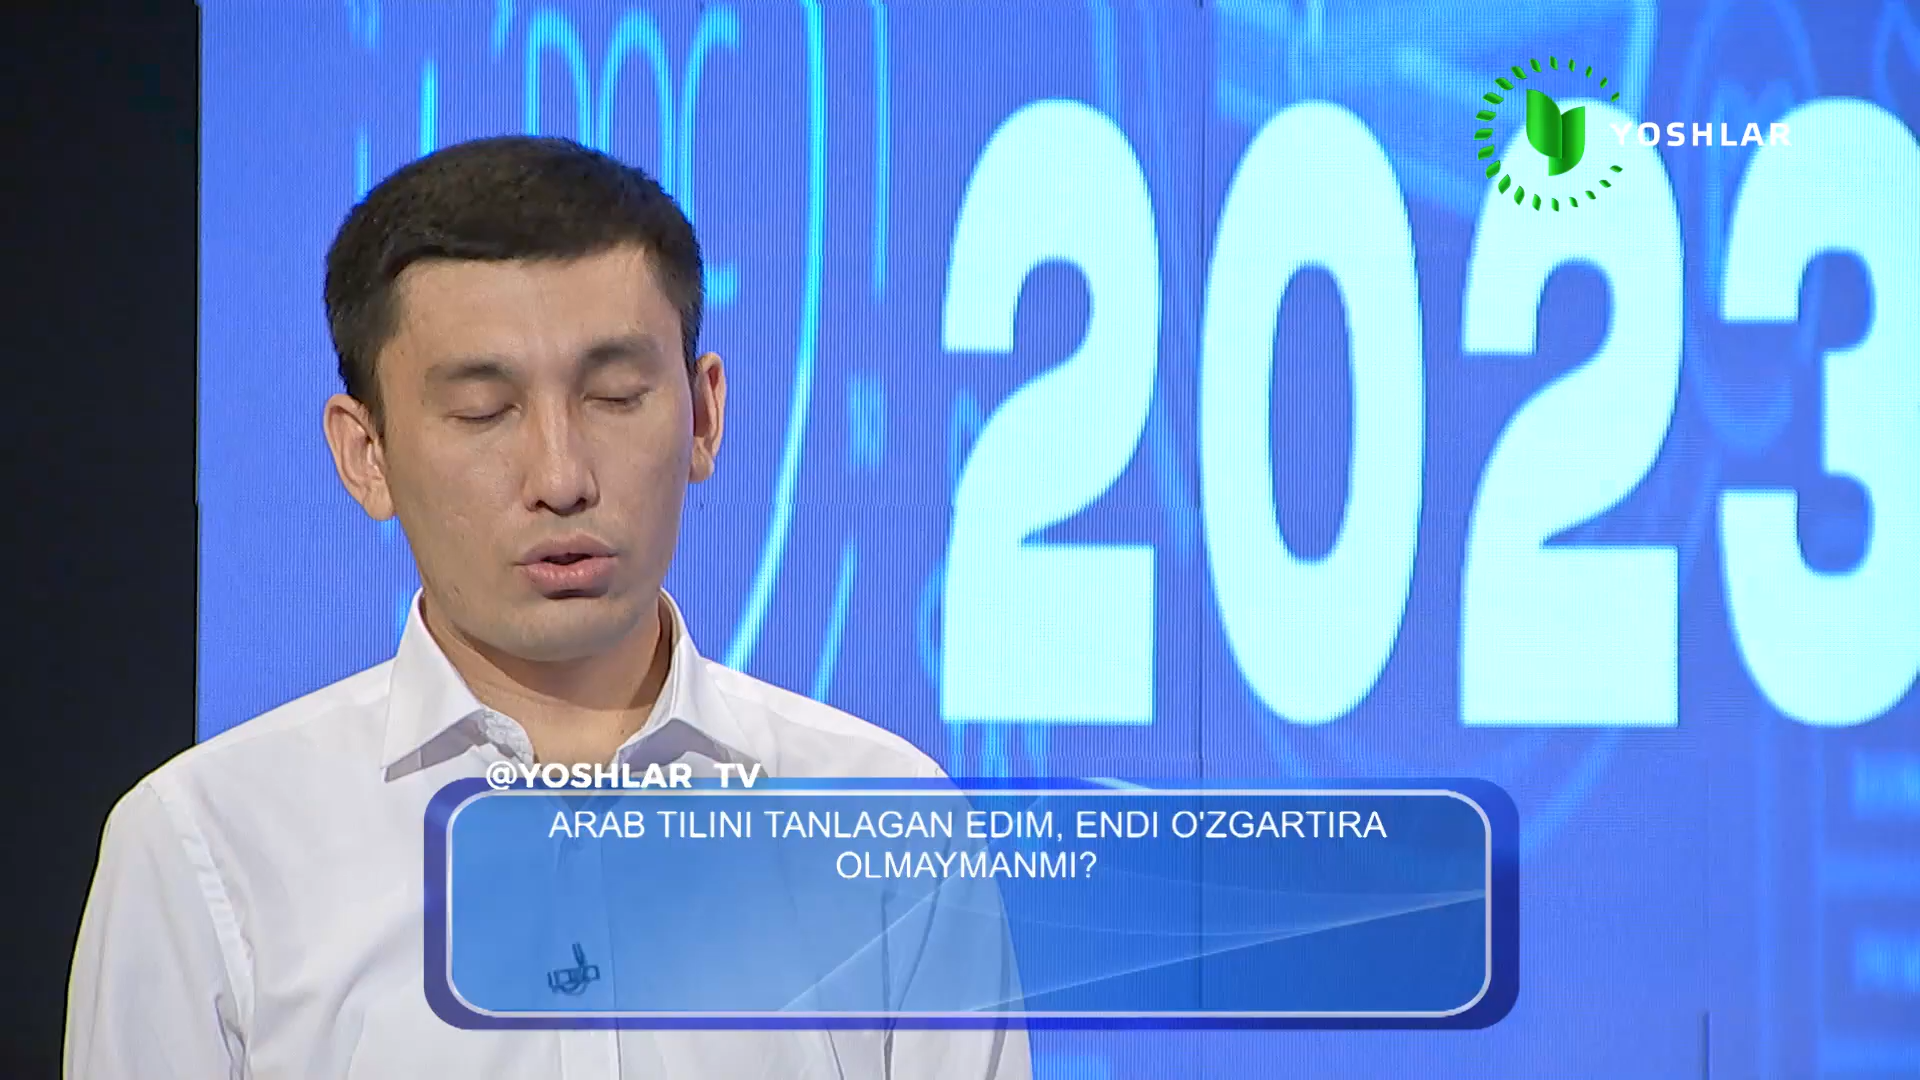 YOSHLAR
2023
@YOSHLAR_TV
ARAB TILINI TANLAGAN EDIM, ENDI O'ZGARTIRA
OLMAYMANMI?